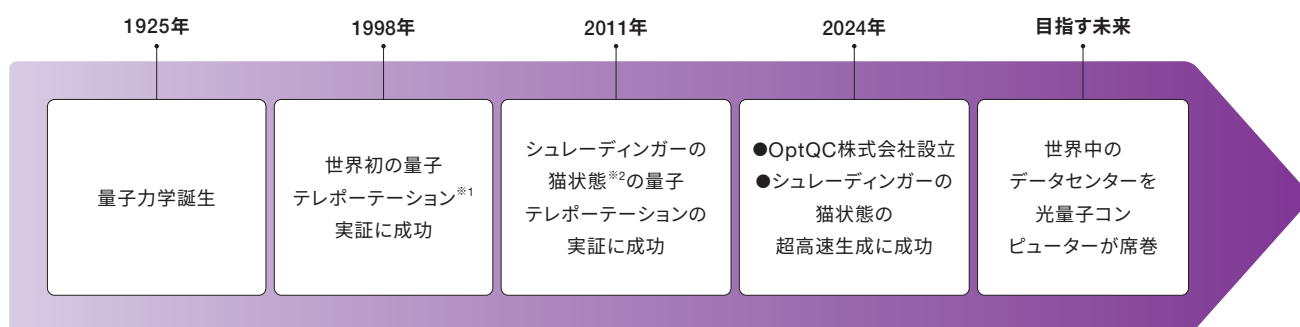 1925年
量子力学誕生
1998年
世界初の量子
テレポーテーション※1
実証に成功
2011年
シュレーディンガーの
猫状態※2の量子
テレポーテーションの
実証に成功
2024年
●OptQC株式会社設立
●シュレーディンガーの
猫状態の
超高速生成に成功
目指す未来
世界中の
データセンターを
光量子コン
ピューターが席巻